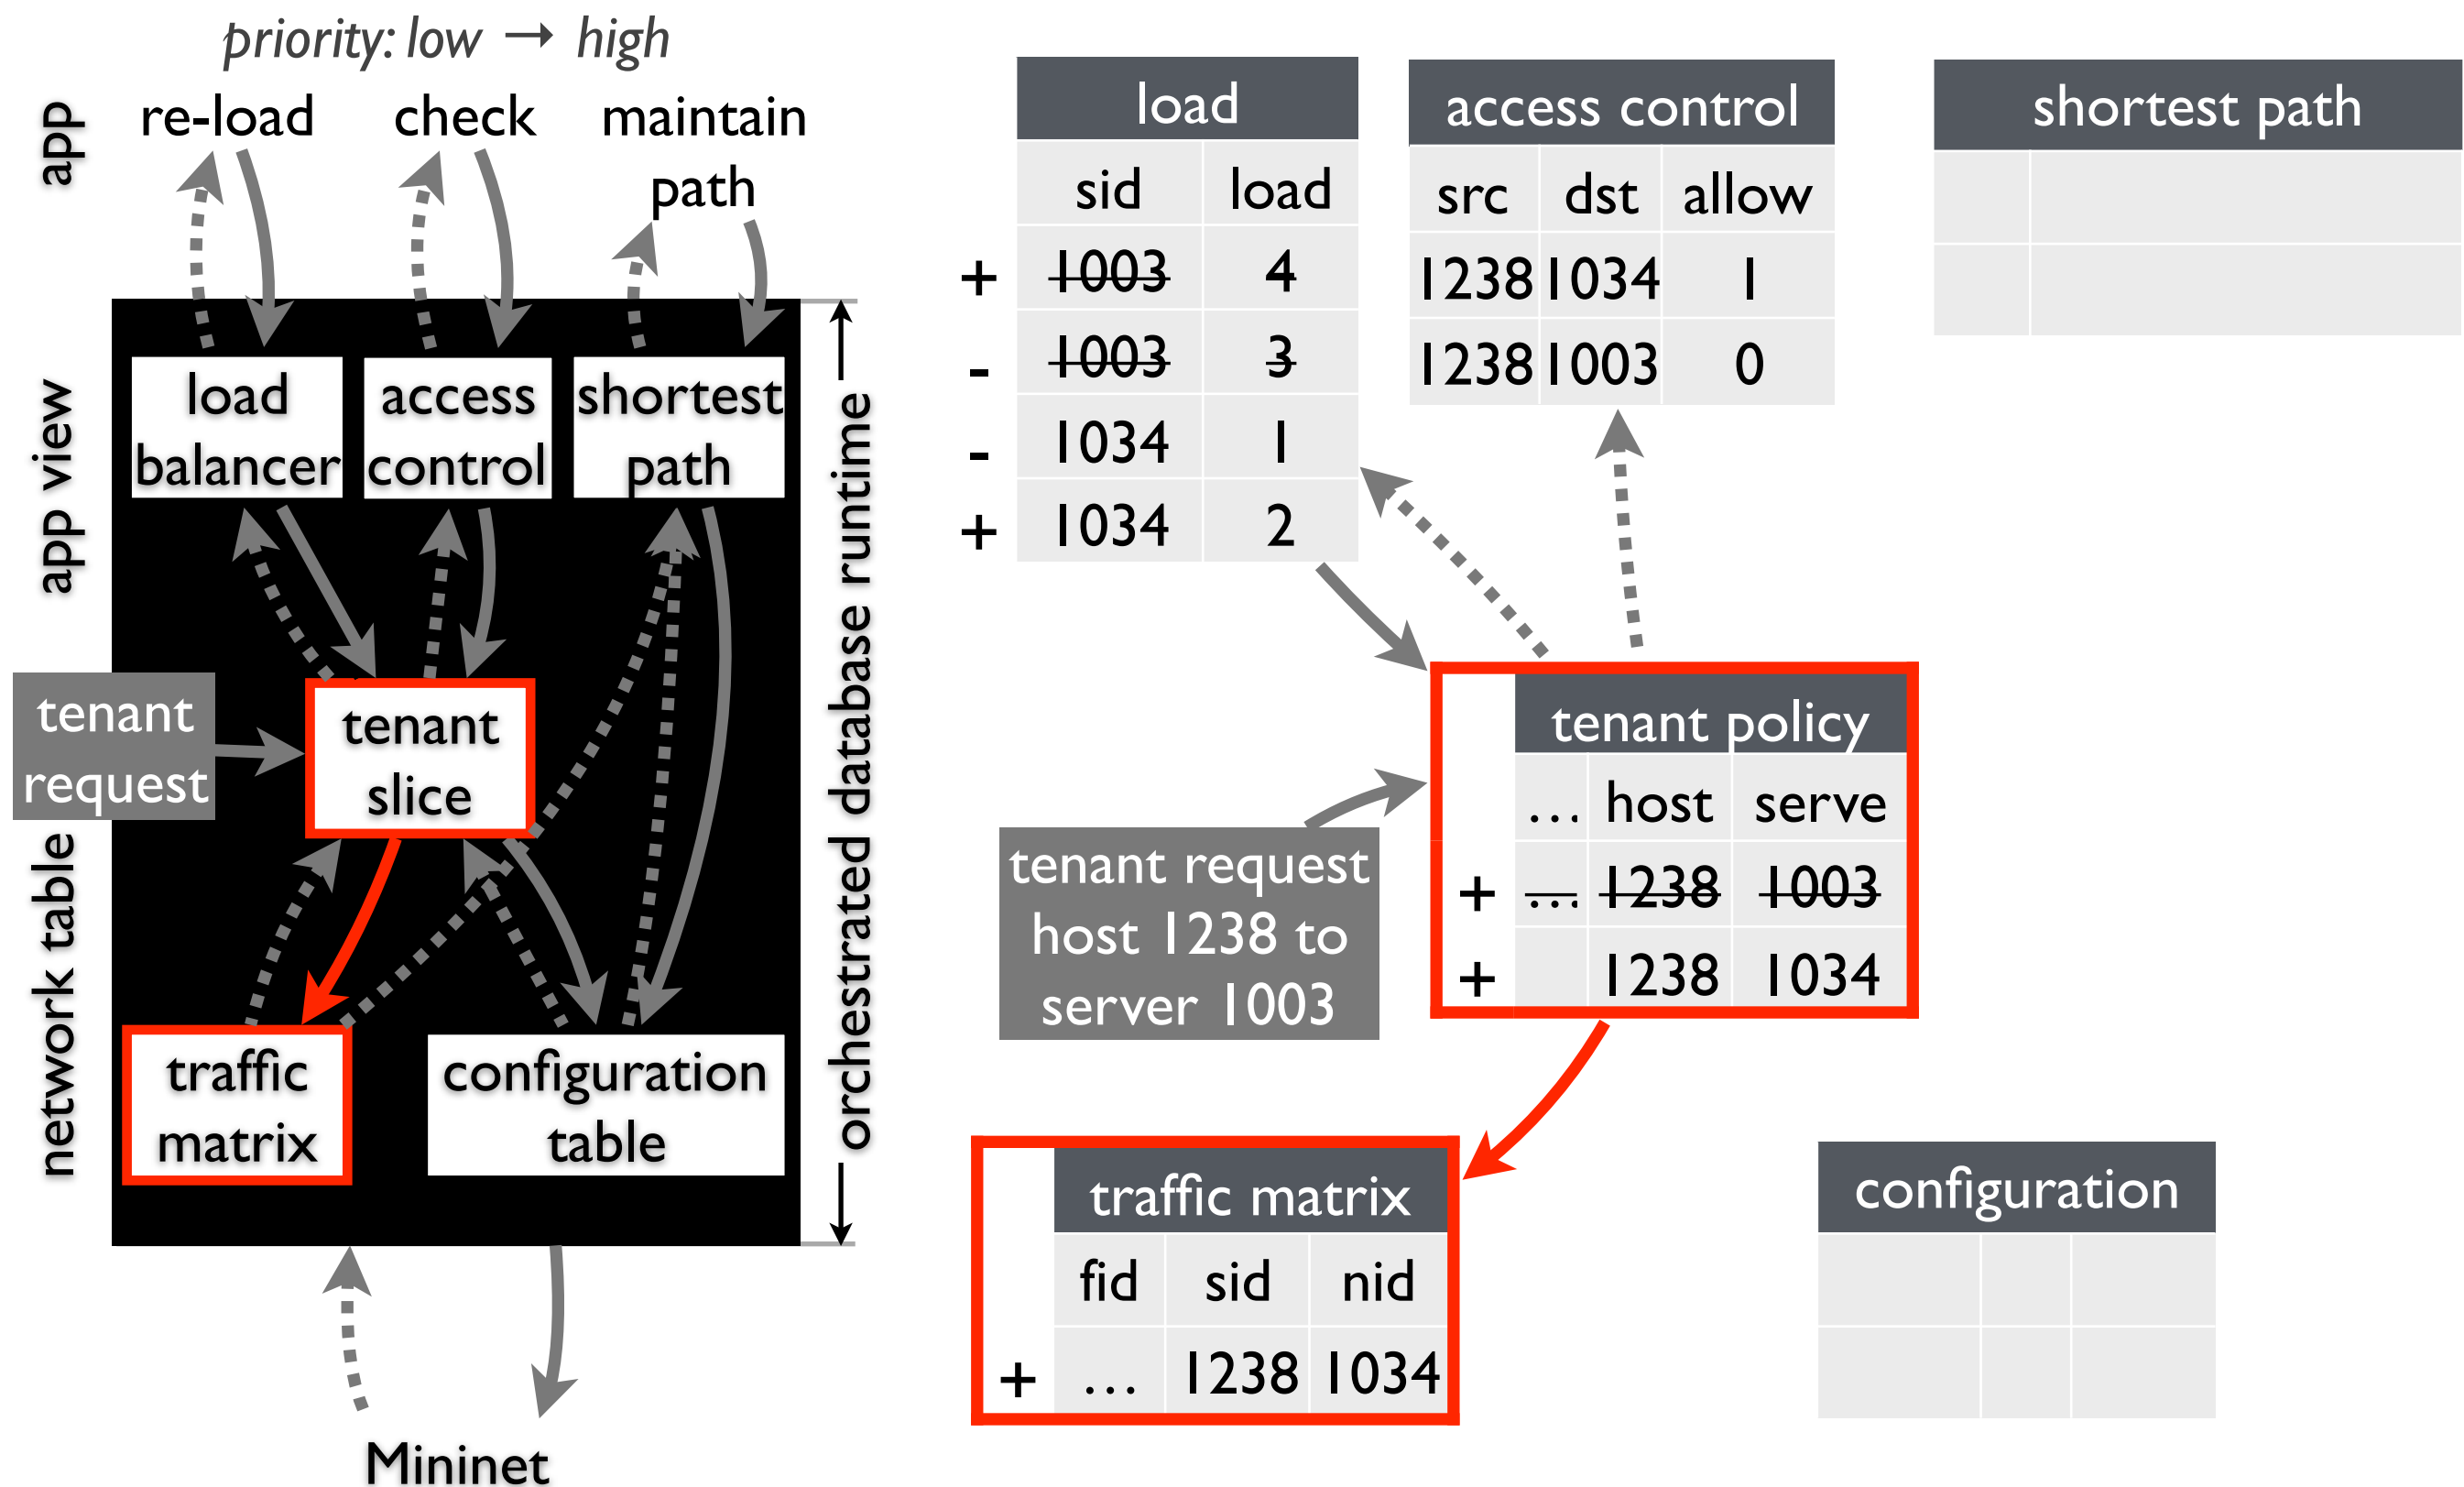 priority: low → high
app
re-load
check
maintain
path
app view
load
balancer
access
control
shortest
path
orchestrated database runtime
tenant
request
tenant
slice
network table
traffic
matrix
configuration
table
Mininet
load
sid load
+ 1003 4
- 1003 3
- 1034 1
+ 1034 2
access control
src dst allow
1238 1034 1
1238 1003 0
shortest path
tenant policy
... host serve
+ ... 1238 1003
+ 1238 1034
tenant request
host 1238 to
server 1003
traffic matrix
fid sid nid
+ ... 1238 1034
configuration